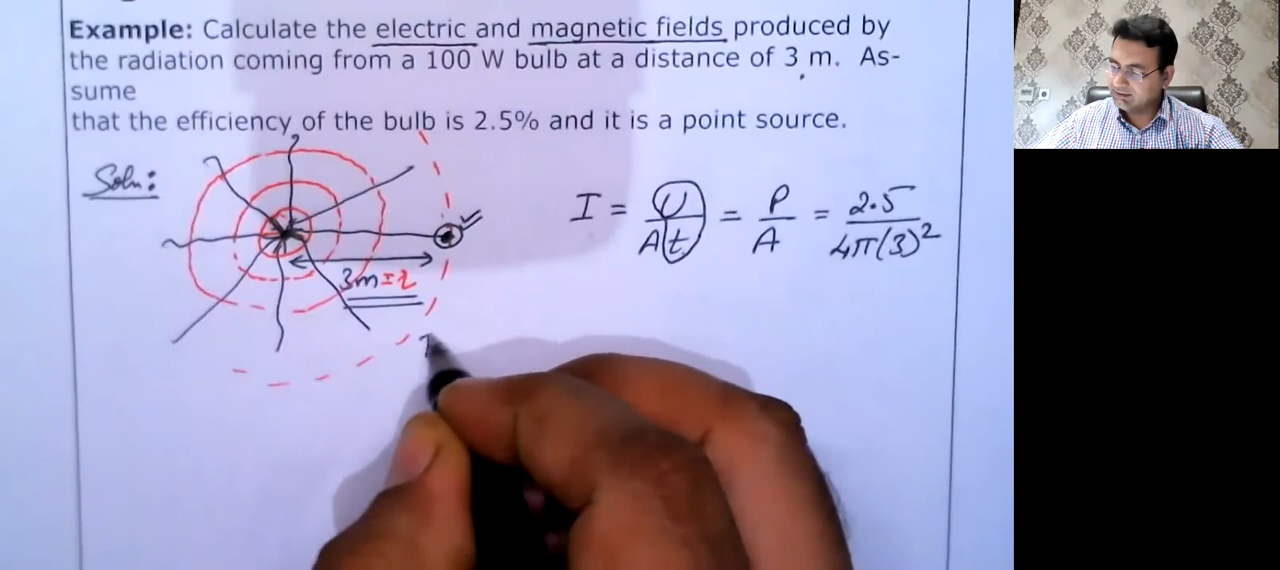 Example: Calculate the electric and magnetic fields produced by
the radiation coming from a 100 W bulb at a distance of 3 m. As-
sume
that the efficiency of the bulb is 2.5% and it is a point source.
Soln:
I = U/At = P/A = 2.5/4π(3)²
3m=r